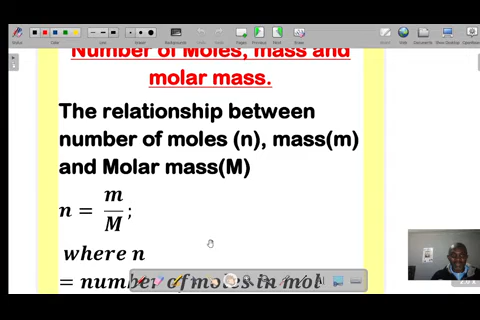 Number of Moles, mass and
molar mass.
The relationship between
number of moles (n), mass(m)
and Molar mass(M)
n = m/M ;
where n
= number of moles in mol